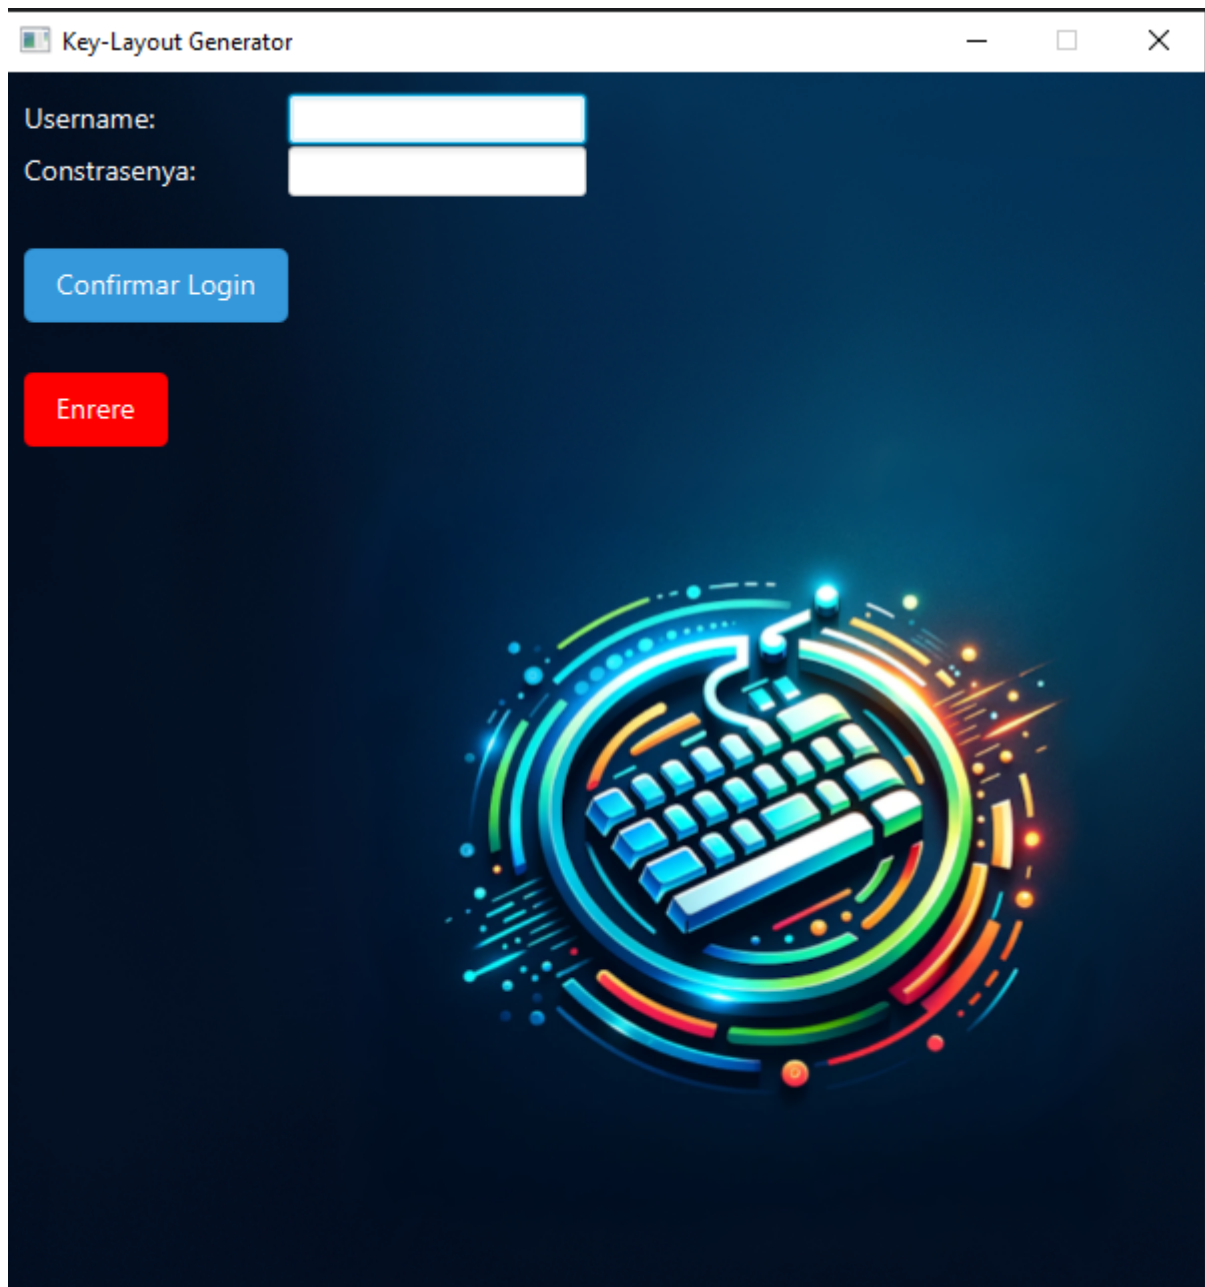 Key-Layout Generator
Username:
Constrasenya:
Confirmar Login
Enrere